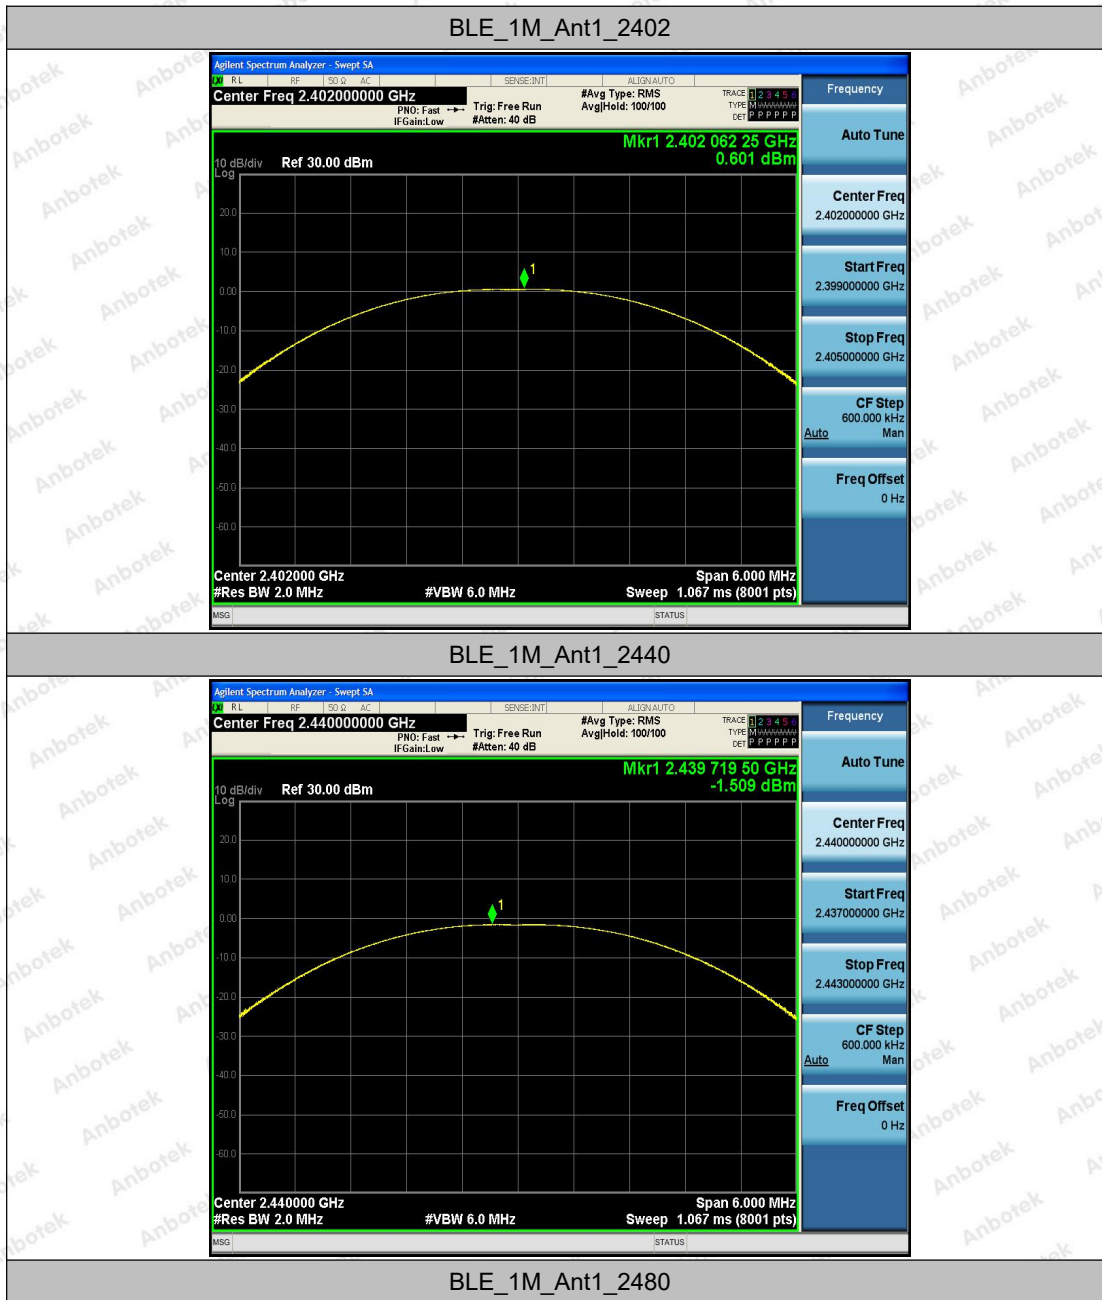 BLE_1M_Ant1_2402
Agilent Spectrum Analyzer - Swept SA
RL RF 50 Ω AC SENSE:INT ALIGNAUTO
Center Freq 2.402000000 GHz
PNO: Fast
IFGain:Low
Trig: Free Run
#Atten: 40 dB
#Avg Type: RMS
Avg|Hold: 100/100
TRACE 1 2 3 4 5 6
TYPE M
DET P P P P P P
Mkr1 2.402 062 25 GHz
0.601 dBm
10 dB/div Ref 30.00 dBm
Log
20.0
10.0
0.00
-10.0
-20.0
-30.0
-40.0
-50.0
-60.0
1
Center 2.402000 GHz Span 6.000 MHz
#Res BW 2.0 MHz #VBW 6.0 MHz Sweep 1.067 ms (8001 pts)
MSG STATUS
Frequency
Auto Tune
Center Freq
2.402000000 GHz
Start Freq
2.399000000 GHz
Stop Freq
2.405000000 GHz
CF Step
600.000 kHz
Auto Man
Freq Offset
0 Hz
BLE_1M_Ant1_2440
Agilent Spectrum Analyzer - Swept SA
RL RF 50 Ω AC SENSE:INT ALIGNAUTO
Center Freq 2.440000000 GHz
PNO: Fast
IFGain:Low
Trig: Free Run
#Atten: 40 dB
#Avg Type: RMS
Avg|Hold: 100/100
TRACE 1 2 3 4 5 6
TYPE M
DET P P P P P P
Mkr1 2.439 719 50 GHz
-1.509 dBm
10 dB/div Ref 30.00 dBm
Log
20.0
10.0
0.00
-10.0
-20.0
-30.0
-40.0
-50.0
-60.0
1
Center 2.440000 GHz Span 6.000 MHz
#Res BW 2.0 MHz #VBW 6.0 MHz Sweep 1.067 ms (8001 pts)
MSG STATUS
Frequency
Auto Tune
Center Freq
2.440000000 GHz
Start Freq
2.437000000 GHz
Stop Freq
2.443000000 GHz
CF Step
600.000 kHz
Auto Man
Freq Offset
0 Hz
BLE_1M_Ant1_2480
Anbotek